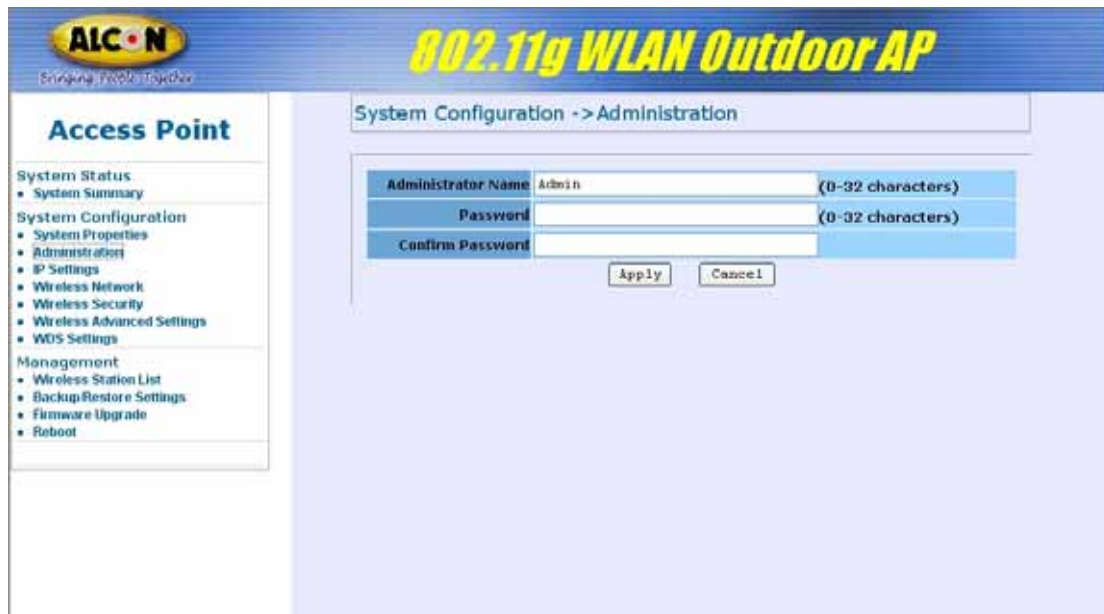 ALCON
Bringing People Together
802.11g WLAN Outdoor AP
Access Point
System Status
System Summary
System Configuration
System Properties
Administration
IP Settings
Wireless Network
Wireless Security
Wireless Advanced Settings
WDS Settings
Management
Wireless Station List
Backup/Restore Settings
Firmware Upgrade
Reboot
System Configuration ->Administration
Administrator Name Admin (0-32 characters)
Password (0-32 characters)
Confirm Password
Apply Cancel